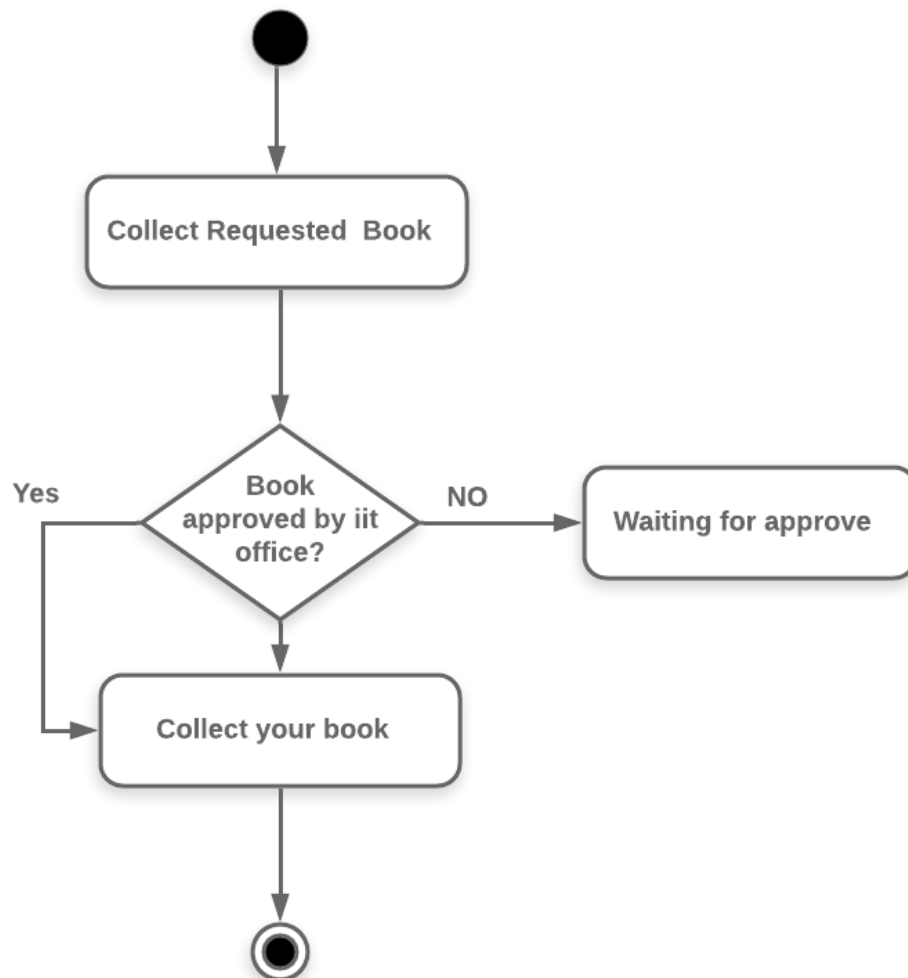 Collect Requested  Book
Yes
Book
approved by iit
office?
NO
Waiting for approve
Collect your book